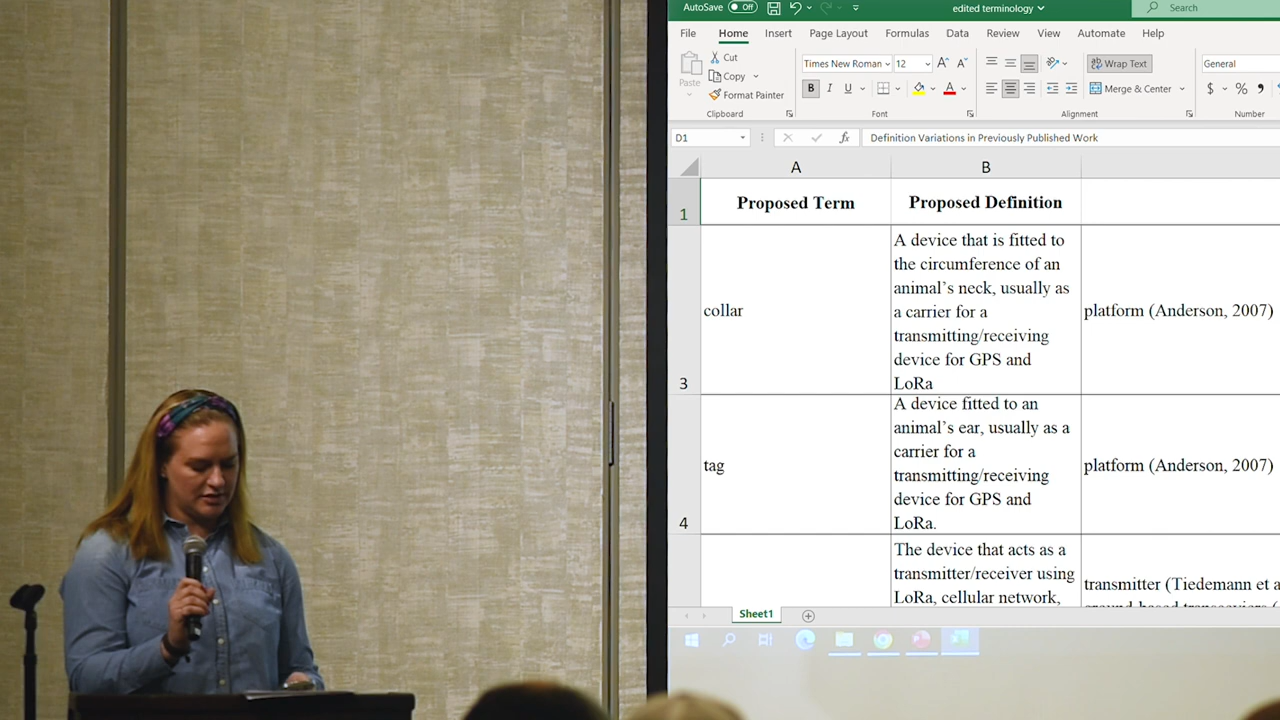 AutoSave Off
edited terminology
Search
File Home Insert Page Layout Formulas Data Review View Automate Help
Paste
Cut
Copy
Format Painter
Clipboard
Times New Roman 12
B I U
Font
Wrap Text
Merge & Center
Alignment
General
$ % ,
Number
D1
fx
Definition Variations in Previously Published Work
A B
1
Proposed Term
Proposed Definition
3
collar
A device that is fitted to
the circumference of an
animal’s neck, usually as
a carrier for a
transmitting/receiving
device for GPS and
LoRa
platform (Anderson, 2007)
4
tag
A device fitted to an
animal’s ear, usually as a
carrier for a
transmitting/receiving
device for GPS and
LoRa.
platform (Anderson, 2007)
The device that acts as a
transmitter/receiver using
LoRa, cellular network,
transmitter (Tiedemann et a
Sheet1